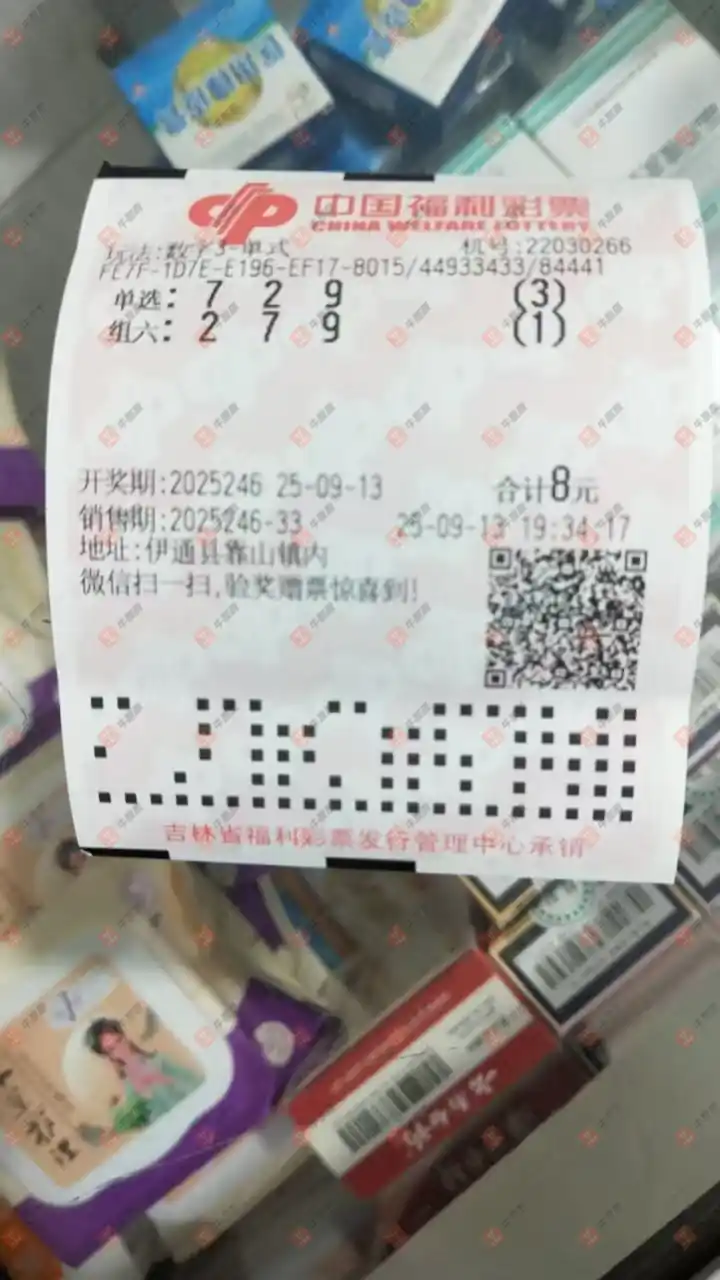 中国福利彩票
CHINA WELFARE LOTTERY
玩法:数字3-单式 机号:22030266
FE7F-1D7E-E196-EF17-8015/44933433/84441
单选: 7 2 9 (3)
组六: 2 7 9 (1)
开奖期:2025246 25-09-13 合计8元
销售期:2025246-33 25-09-13 19:34:17
地址:伊通县靠山镇内
微信扫一扫,验奖赠票惊喜到!
吉林省福利彩票发行管理中心承销